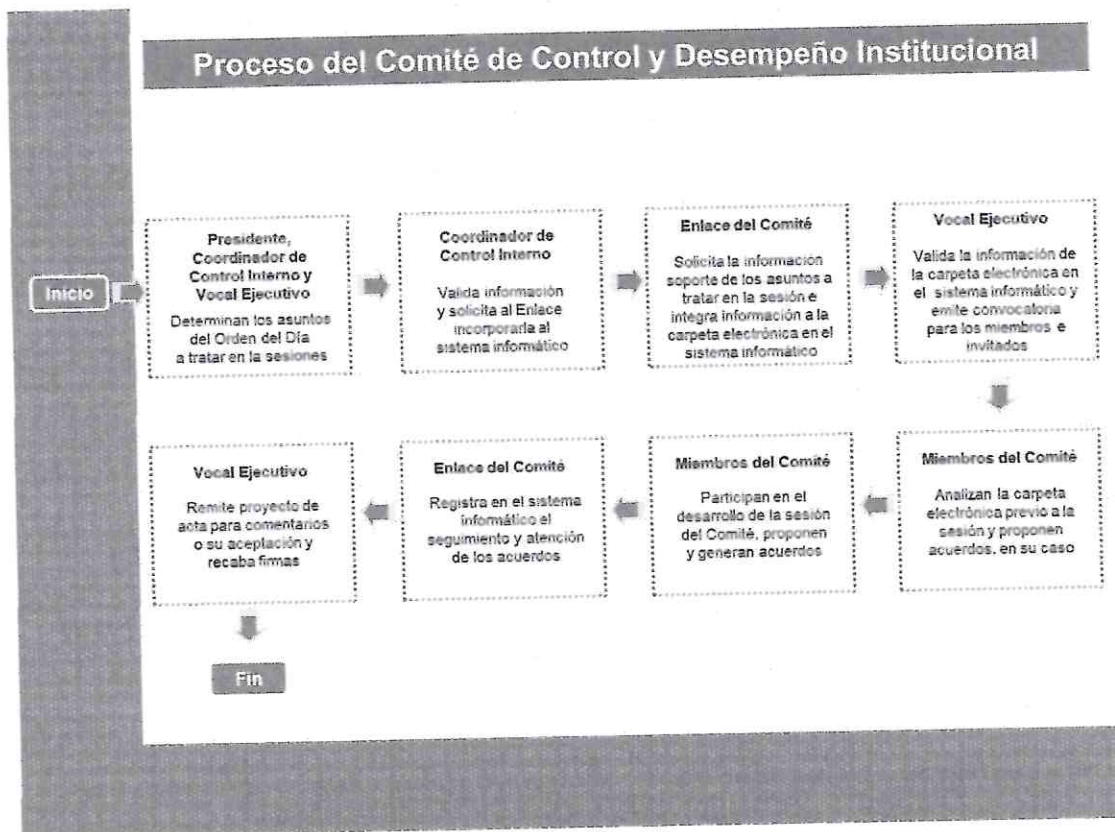 Proceso del Comité de Control y Desempeño Institucional
Inicio
Presidente,
Coordinador de
Control Interno y
Vocal Ejecutivo
Determinan los asuntos
del Orden del Día
a tratar en la sesiones
Coordinador de
Control Interno
Valida información
y solicita al Enlace
incorporarla al
sistema informático
Enlace del Comité
Solicita la información
soporte de los asuntos a
tratar en la sesión e
integra información a la
carpeta electrónica en el
sistema informático
Vocal Ejecutivo
Valida la información de
la carpeta electrónica en
el sistema informático y
emite convocatoria
para los miembros e
invitados
Miembros del Comité
Analizan la carpeta
electrónica previo a la
sesión y proponen
acuerdos, en su caso
Miembros del Comité
Participan en el
desarrollo de la sesión
del Comité, proponen
y generan acuerdos
Enlace del Comité
Registra en el sistema
informático el
seguimiento y atención
de los acuerdos
Vocal Ejecutivo
Remite proyecto de
acta para comentarios
o su aceptación y
recaba firmas
Fin